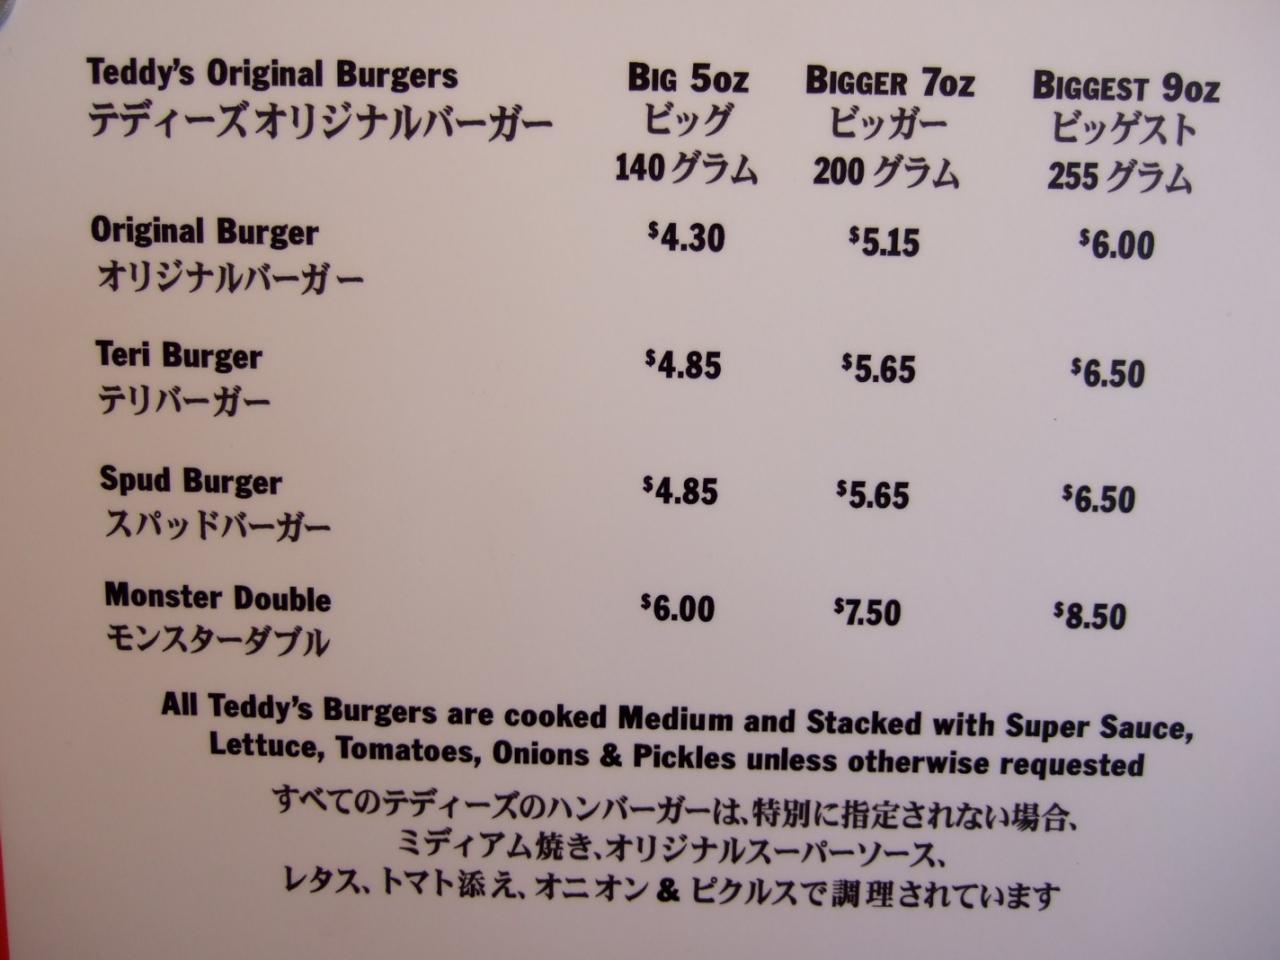 Teddy's Original Burgers BIG 5oz BIGGER 7oz BIGGEST 9oz
テディーズオリジナルバーガー ビッグ ビッガー ビッゲスト
140グラム 200グラム 255グラム
Original Burger $4.30 $5.15 $6.00
オリジナルバーガー
Teri Burger $4.85 $5.65 $6.50
テリバーガー
Spud Burger $4.85 $5.65 $6.50
スパッドバーガー
Monster Double $6.00 $7.50 $8.50
モンスターダブル
All Teddy's Burgers are cooked Medium and Stacked with Super Sauce,
Lettuce, Tomatoes, Onions & Pickles unless otherwise requested
すべてのテディーズのハンバーガーは、特別に指定されない場合、
ミディアム焼き、オリジナルスーパーソース、
レタス、トマト添え、オニオン & ピクルスで調理されています